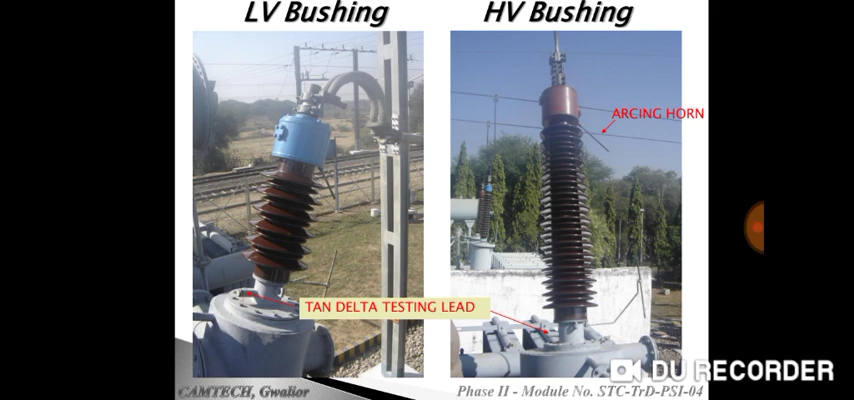 LV Bushing
HV Bushing
ARCING HORN
TAN DELTA TESTING LEAD
DU RECORDER
CAMTECH, Gwalior
Phase II - Module No. STC-TrD-PSI-04